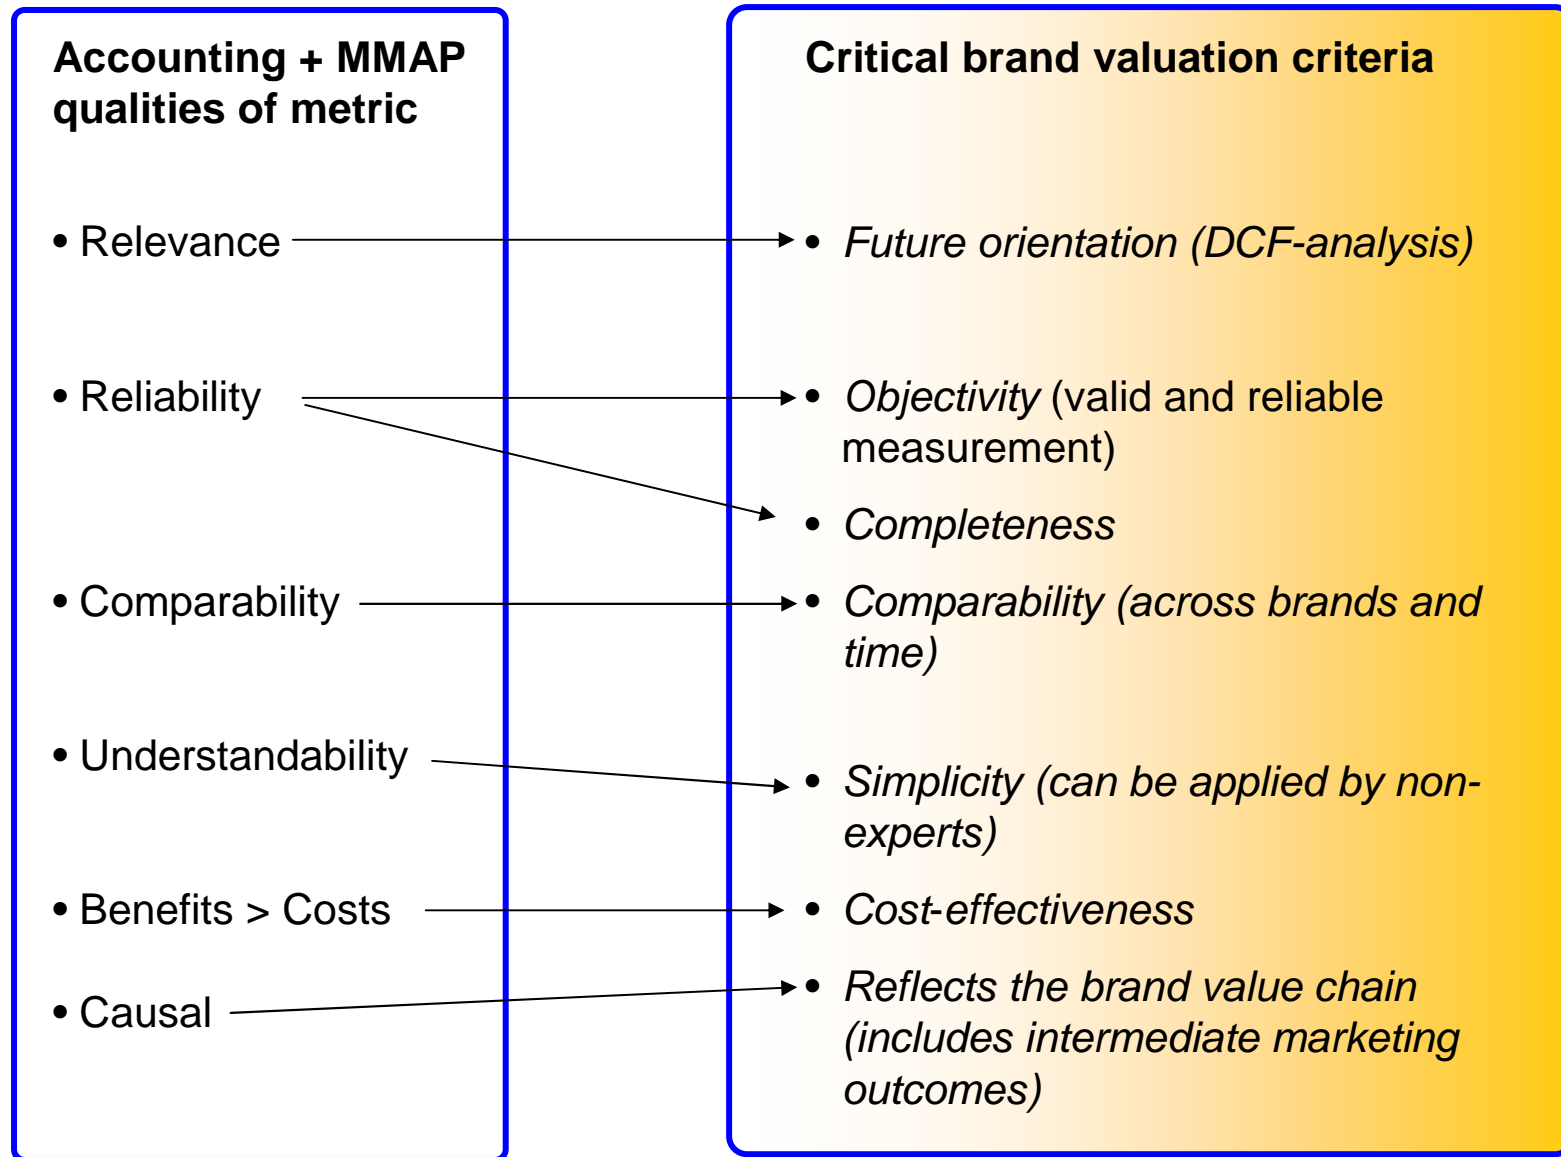 Accounting + MMAP
qualities of metric
• Relevance
• Reliability
• Comparability
• Understandability
• Benefits > Costs
• Causal
Critical brand valuation criteria
• Future orientation (DCF-analysis)
• Objectivity (valid and reliable
measurement)
• Completeness
• Comparability (across brands and
time)
• Simplicity (can be applied by non-
experts)
• Cost-effectiveness
• Reflects the brand value chain
(includes intermediate marketing
outcomes)